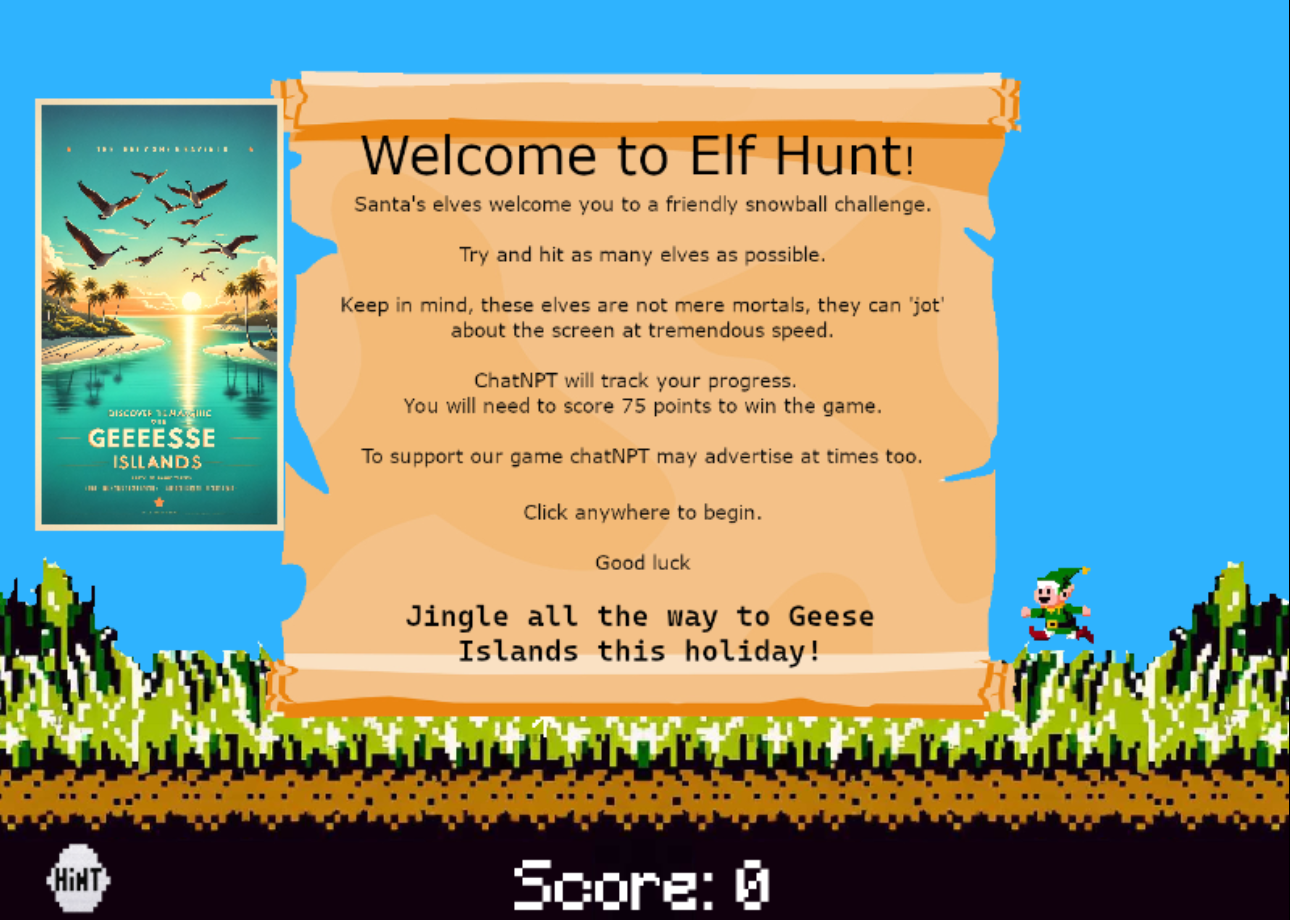 Welcome to Elf Hunt!
Santa's elves welcome you to a friendly snowball challenge.
Try and hit as many elves as possible.
Keep in mind, these elves are not mere mortals, they can 'jot'
about the screen at tremendous speed.
ChatNPT will track your progress.
You will need to score 75 points to win the game.
To support our game chatNPT may advertise at times too.
Click anywhere to begin.
Good luck
Jingle all the way to Geese
Islands this holiday!
DISCOVER
GEEEESSE
ISLLANDS
HiNT
Score: 0